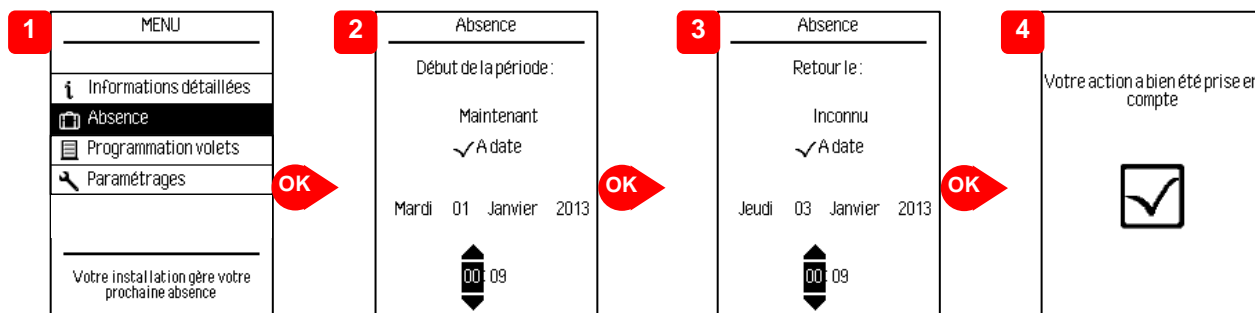 1
MENU
i Informations détaillées
Absence
Programmation volets
Paramétrages
Votre installation gère votre
prochaine absence
OK
2
Absence
Début de la période :
Maintenant
A date
Mardi 01 Janvier 2013
00 : 09
OK
3
Absence
Retour le :
Inconnu
A date
Jeudi 03 Janvier 2013
00 : 09
OK
4
Votre action a bien été prise en
compte